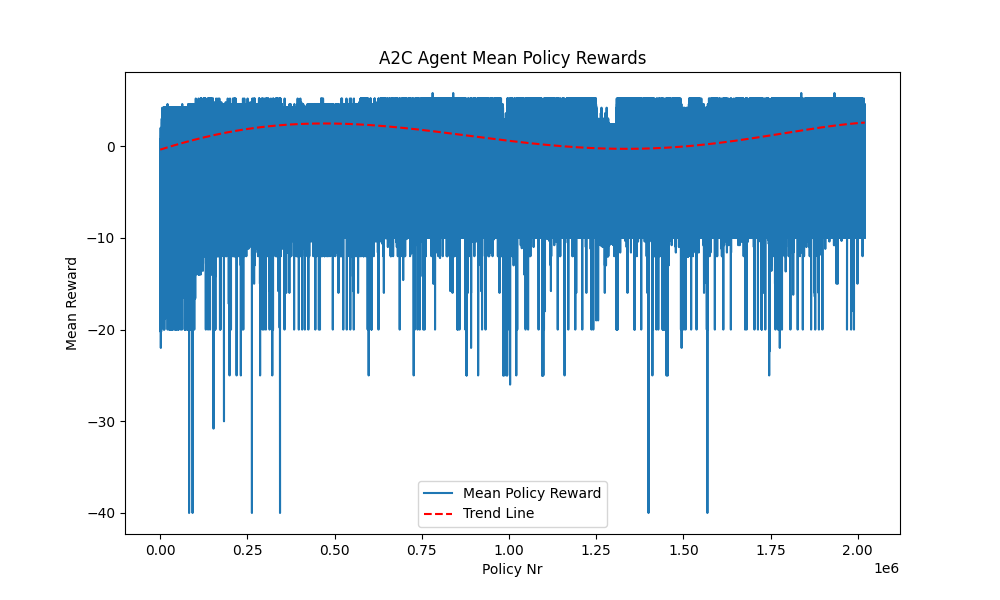 A2C Agent Mean Policy Rewards
Mean Reward
0
−10
−20
−30
−40
Mean Policy Reward
Trend Line
0.00 0.25 0.50 0.75 1.00 1.25 1.50 1.75 2.00
1e6
Policy Nr